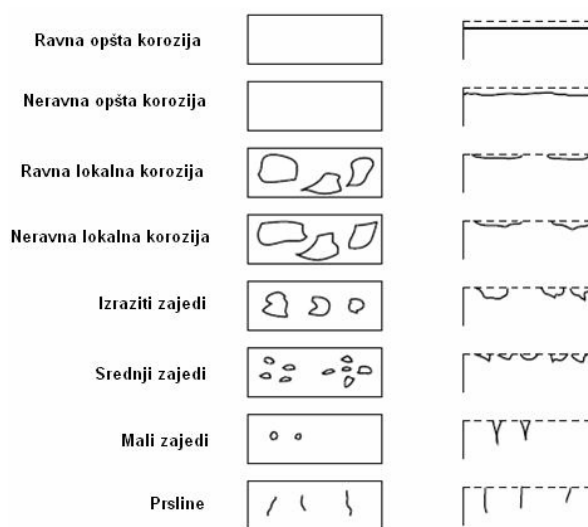 Ravna opšta korozija
Neravna opšta korozija
Ravna lokalna korozija
Neravna lokalna korozija
Izraziti zajedi
Srednji zajedi
Mali zajedi
Prsline